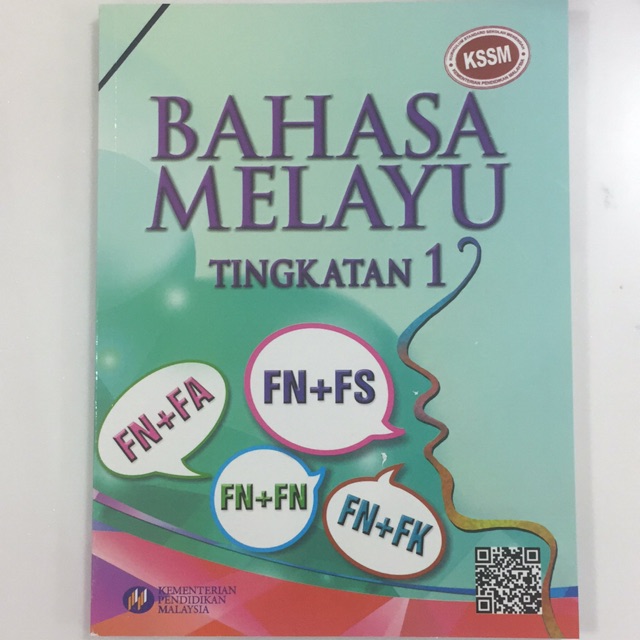 KSSM
BAHASA
MELAYU
TINGKATAN 1
FN+FS
FN+FA
FN+FN
FN+FK
KEMENTERIAN
PENDIDIKAN
MALAYSIA